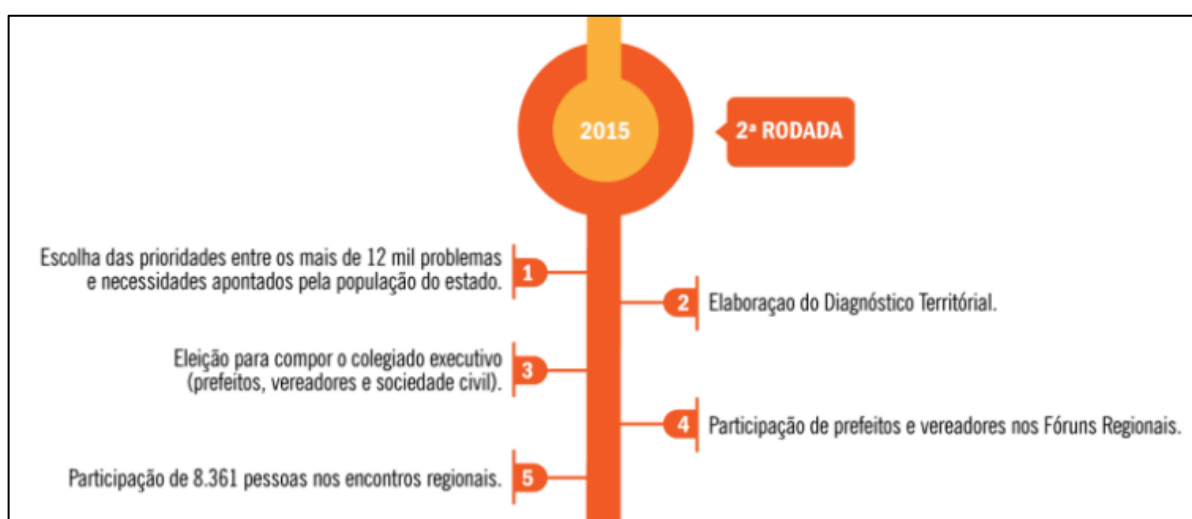 2015
2ª RODADA
Escolha das prioridades entre os mais de 12 mil problemas
e necessidades apontados pela população do estado.
1
2
Elaboraçao do Diagnóstico Territórial.
Eleição para compor o colegiado executivo
(prefeitos, vereadores e sociedade civil).
3
4
Participação de prefeitos e vereadores nos Fóruns Regionais.
Participação de 8.361 pessoas nos encontros regionais.
5